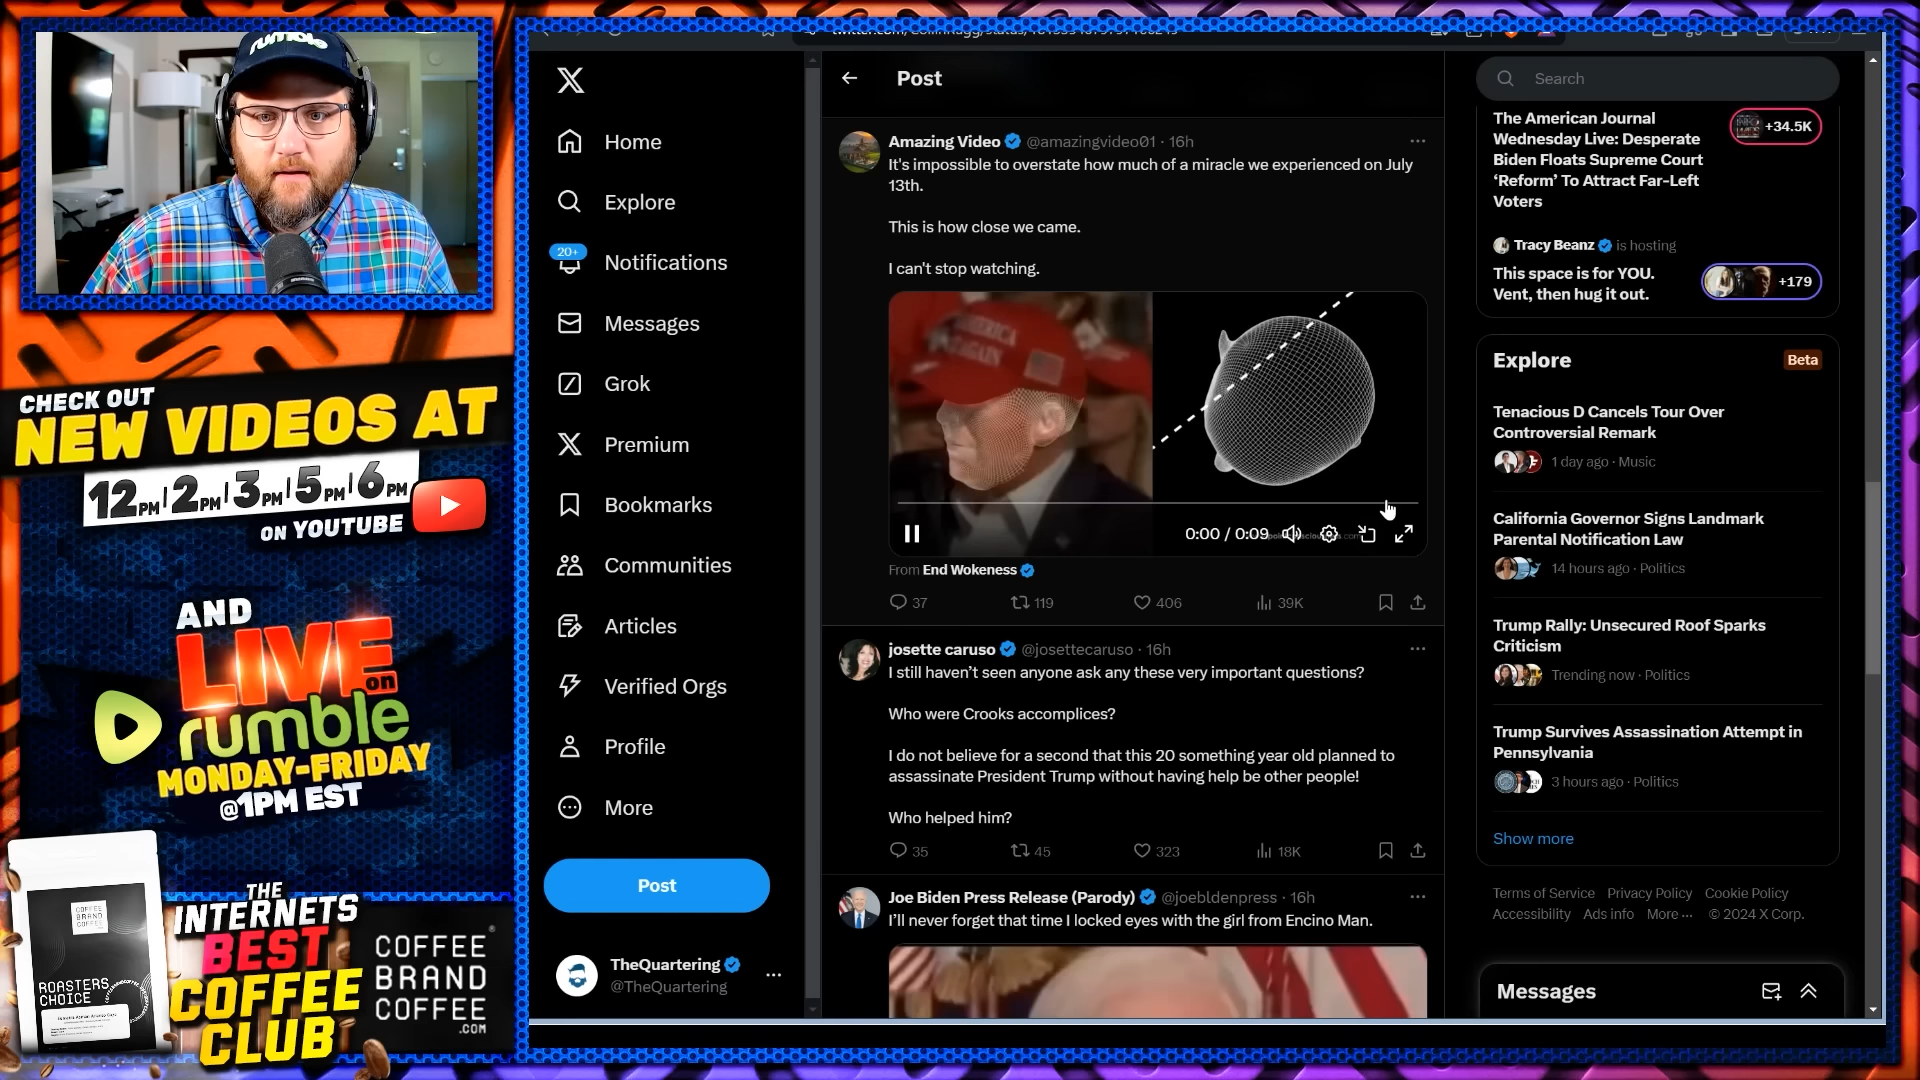 rumble
CHECK OUT
NEW VIDEOS AT
12PM | 2PM | 3PM | 5PM | 6PM
ON YOUTUBE
AND
LIVE
on
rumble
MONDAY-FRIDAY
@1PM EST
COFFEE
BRAND
COFFEE
ROASTERS
CHOICE
THE
INTERNETS
BEST
COFFEE
CLUB
COFFEE
BRAND
COFFEE
.COM
Home
Explore
20+
Notifications
Messages
Grok
Premium
Bookmarks
Communities
Articles
Verified Orgs
Profile
More
Post
TheQuartering
@TheQuartering
Post
Amazing Video @amazingvideo01 · 16h
It's impossible to overstate how much of a miracle we experienced on July
13th.
This is how close we came.
I can't stop watching.
AMERICA
AGAIN
0:00 / 0:09
From End Wokeness
37 119 406 39K
josette caruso @josettecaruso · 16h
I still haven't seen anyone ask any these very important questions?
Who were Crooks accomplices?
I do not believe for a second that this 20 something year old planned to
assassinate President Trump without having help be other people!
Who helped him?
35 45 323 18K
Joe Biden Press Release (Parody) @joebldenpress · 16h
I'll never forget that time I locked eyes with the girl from Encino Man.
Search
The American Journal
Wednesday Live: Desperate
Biden Floats Supreme Court
‘Reform’ To Attract Far-Left
Voters
+34.5K
Tracy Beanz is hosting
This space is for YOU.
Vent, then hug it out.
+179
Explore
Beta
Tenacious D Cancels Tour Over
Controversial Remark
1 day ago · Music
California Governor Signs Landmark
Parental Notification Law
14 hours ago · Politics
Trump Rally: Unsecured Roof Sparks
Criticism
Trending now · Politics
Trump Survives Assassination Attempt in
Pennsylvania
3 hours ago · Politics
Show more
Terms of Service Privacy Policy Cookie Policy
Accessibility Ads info More ··· © 2024 X Corp.
Messages